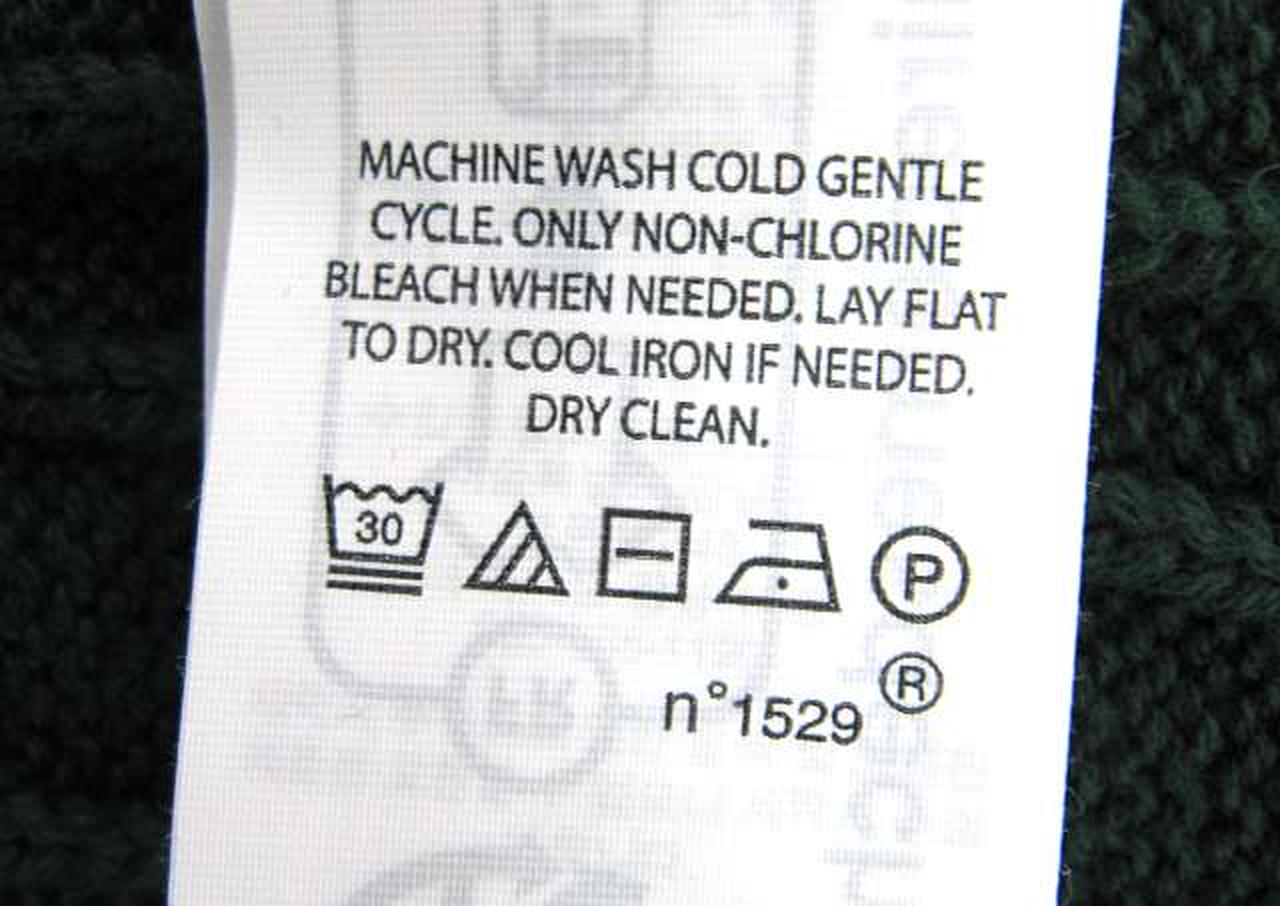 MACHINE WASH COLD GENTLE
CYCLE. ONLY NON-CHLORINE
BLEACH WHEN NEEDED. LAY FLAT
TO DRY. COOL IRON IF NEEDED.
DRY CLEAN.
30 P
n°1529 ®